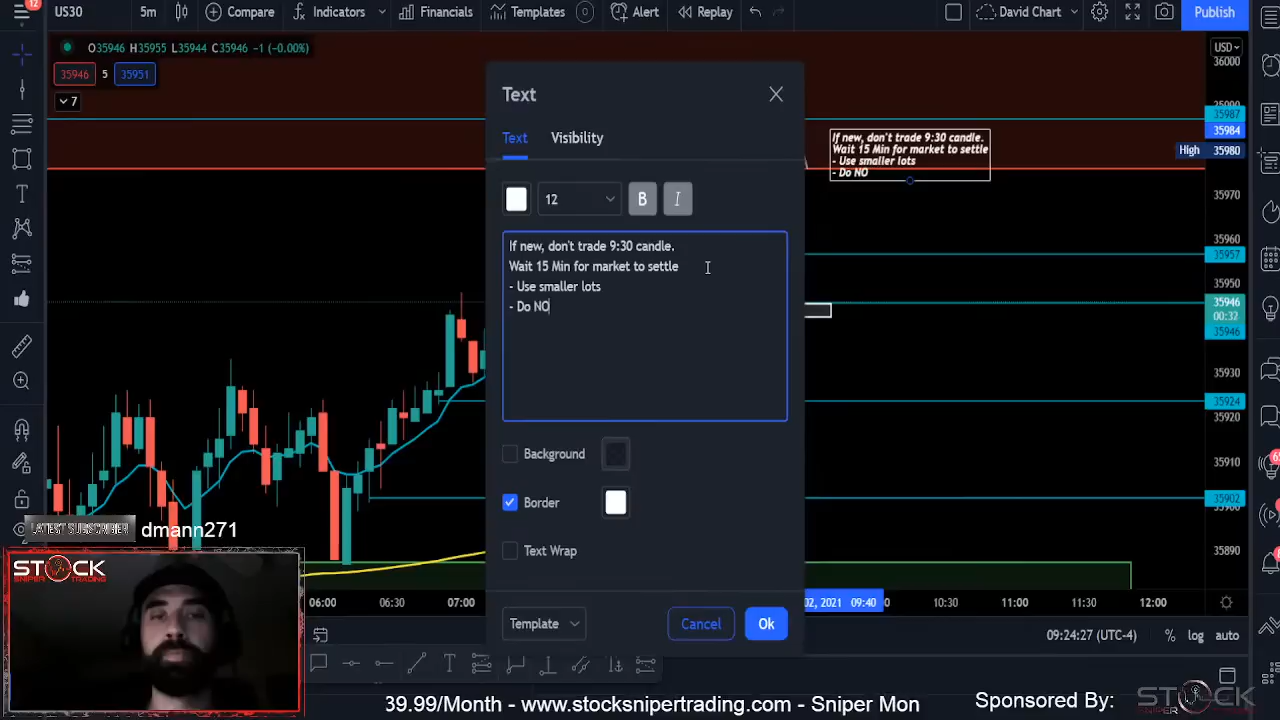 12
US30
5m
Compare
Indicators
Financials
Templates
Alert
Replay
David Chart
Publish
O35946 H35955 L35944 C35946 −1 (−0.00%)
35946 5 35951
7
USD
36000
35987
35984
High 35980
35970
35960
35957
35950
35946
00:32
35946
35930
35924
35920
35910
35902
35890
If new, don't trade 9:30 candle.
Wait 15 Min for market to settle
- Use smaller lots
- Do NO
Text
Text Visibility
12 B I
If new, don't trade 9:30 candle.
Wait 15 Min for market to settle
- Use smaller lots
- Do NO
Background
Border
Text Wrap
Template Cancel Ok
LATEST SUBSCRIBER dmann271
STOCK
SNIPER TRADING
06:00 06:30 07:00 02, 2021 09:40 10:30 11:00 11:30 12:00
09:24:27 (UTC-4) % log auto
39.99/Month - www.stocksnipertrading.com - Sniper Mon
Sponsored By:
STOCK